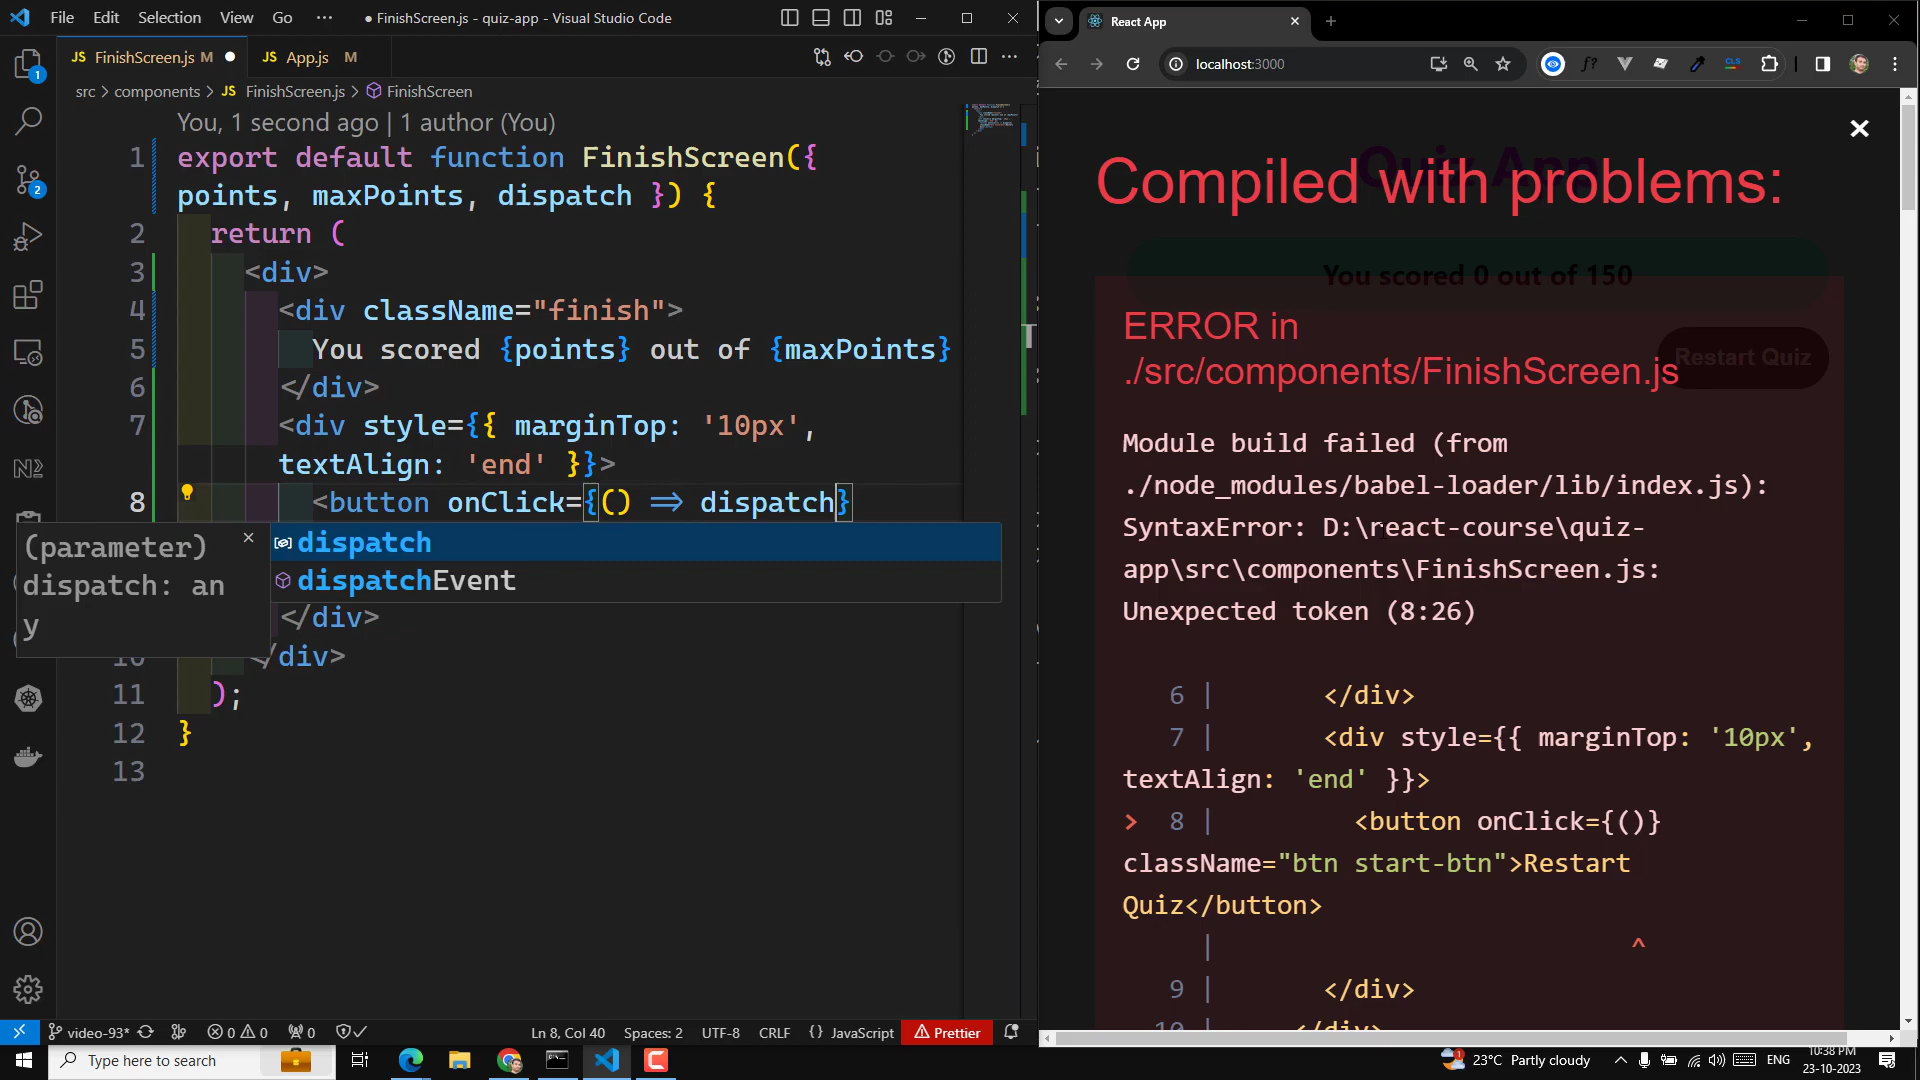 File Edit Selection View Go ··· ● FinishScreen.js - quiz-app - Visual Studio Code
JS FinishScreen.js M ● JS App.js M
src > components > JS FinishScreen.js > FinishScreen
You, 1 second ago | 1 author (You)
1 export default function FinishScreen({
points, maxPoints, dispatch }) {
2 return (
3 <div>
4 <div className="finish">
5 You scored {points} out of {maxPoints}
6 </div>
7 <div style={{ marginTop: '10px',
textAlign: 'end' }}>
8 <button onClick={() => dispatch}
(parameter)
dispatch: an
y
dispatch
dispatchEvent
</div>
10 </div>
11 );
12 }
13
1
2
Ln 8, Col 40 Spaces: 2 UTF-8 CRLF {} JavaScript Prettier
video-93* 0 0 0
React App
localhost:3000
Quiz App
Compiled with problems:
You scored 0 out of 150
Restart Quiz
ERROR in
./src/components/FinishScreen.js
Module build failed (from
./node_modules/babel-loader/lib/index.js):
SyntaxError: D:\react-course\quiz-
app\src\components\FinishScreen.js:
Unexpected token (8:26)
6 | </div>
7 | <div style={{ marginTop: '10px',
textAlign: 'end' }}>
> 8 | <button onClick={()}
className="btn start-btn">Restart
Quiz</button>
| ^
9 | </div>
10 | </div>
Type here to search
23°C Partly cloudy
ENG
10:38 PM
23-10-2023